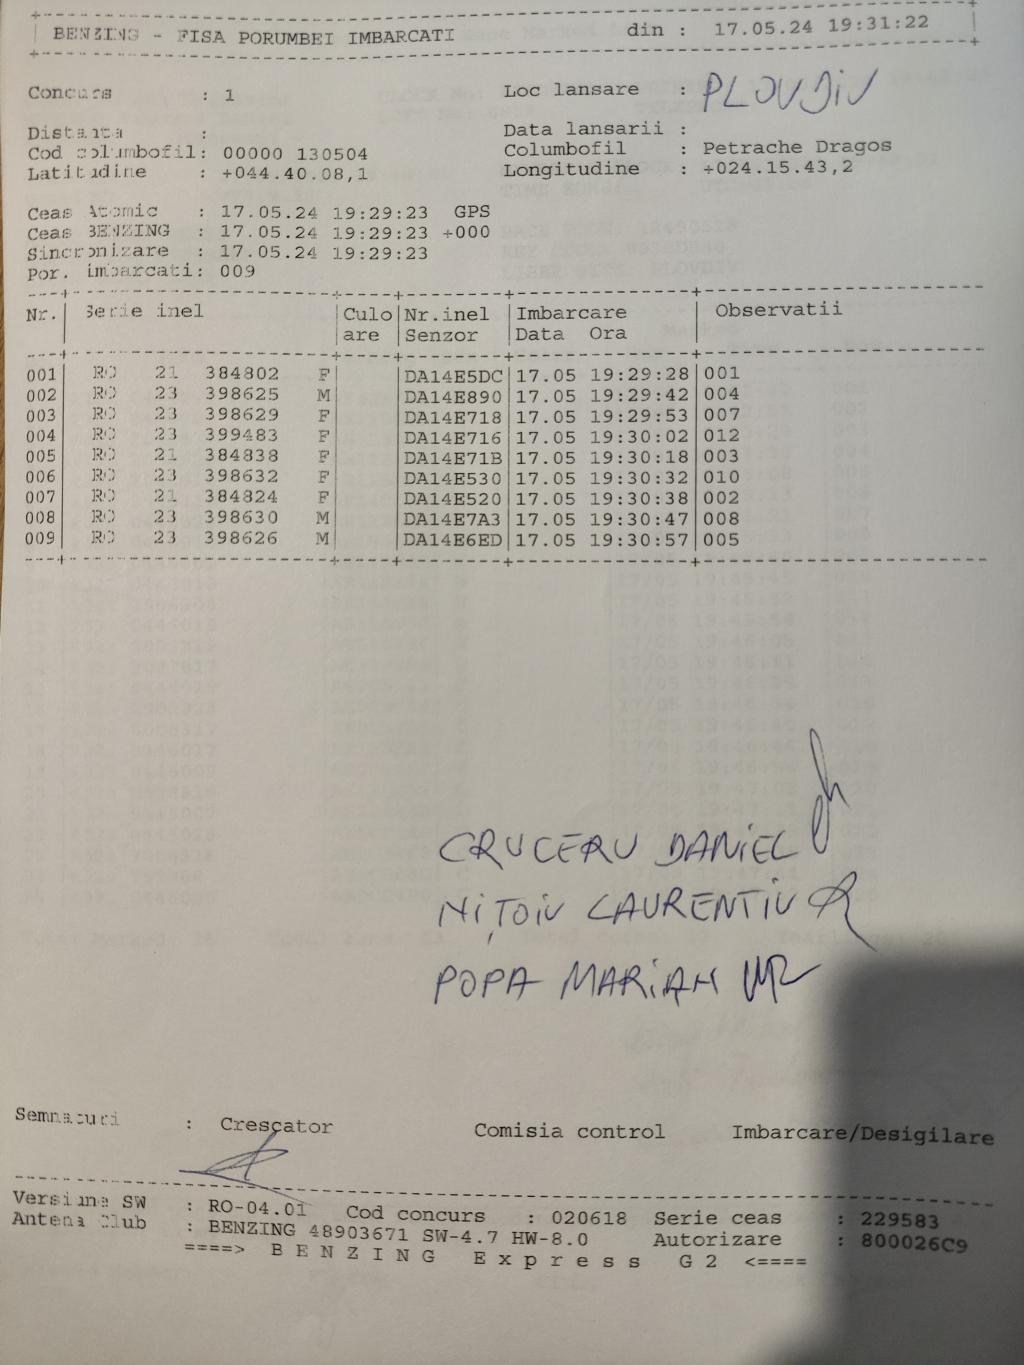 BENZING - FISA PORUMBEI IMBARCATI din : 17.05.24 19:31:22
Concurs : 1 Loc lansare : PLOVDIV
Distanta : Data lansarii :
Cod columbofil: 00000 130504 Columbofil : Petrache Dragos
Latitudine : +044.40.08,1 Longitudine : +024.15.43,2
Ceas Atomic : 17.05.24 19:29:23 GPS
Ceas BENZING : 17.05.24 19:29:23 +000
Sincronizare : 17.05.24 19:29:23
Por. imbarcati: 009
Nr. Serie inel Culo Nr.inel Imbarcare Observatii
are Senzor Data Ora
001 RO 21 384802 F DA14E5DC 17.05 19:29:28 001
002 RO 23 398625 M DA14E890 17.05 19:29:42 004
003 RO 23 398629 F DA14E718 17.05 19:29:53 007
004 RO 23 399483 F DA14E716 17.05 19:30:02 012
005 RO 21 384838 F DA14E71B 17.05 19:30:18 003
006 RO 23 398632 F DA14E530 17.05 19:30:32 010
007 RO 21 384824 F DA14E520 17.05 19:30:38 002
008 RO 23 398630 M DA14E7A3 17.05 19:30:47 008
009 RO 23 398626 M DA14E6ED 17.05 19:30:57 005
CRUCERU DANIEL
NIȚOIU LAURENTIU
POPA MARIAN
Semnaturi : Crescator Comisia control Imbarcare/Desigilare
Versiune SW : RO-04.01 Cod concurs : 020618 Serie ceas : 229583
Antena Club : BENZING 48903671 SW-4.7 HW-8.0 Autorizare : 800026C9
====> B E N Z I N G E x p r e s s G 2 <====